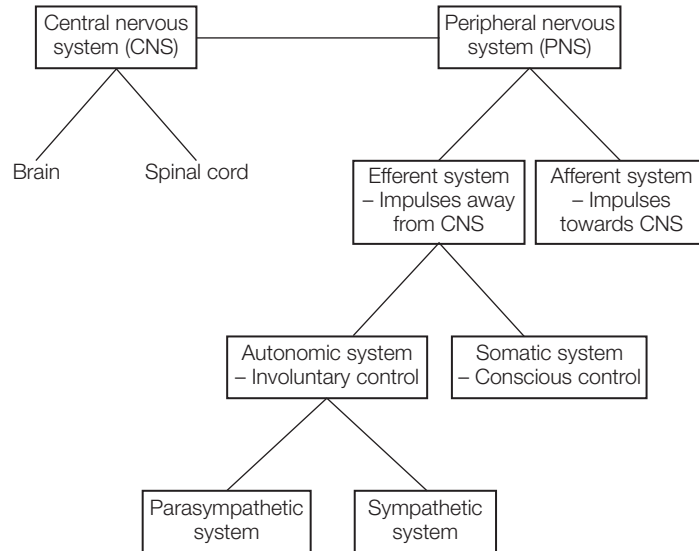 Central nervous
system (CNS)
Peripheral nervous
system (PNS)
Brain
Spinal cord
Efferent system
– Impulses away
from CNS
Afferent system
– Impulses
towards CNS
Autonomic system
– Involuntary control
Somatic system
– Conscious control
Parasympathetic
system
Sympathetic
system